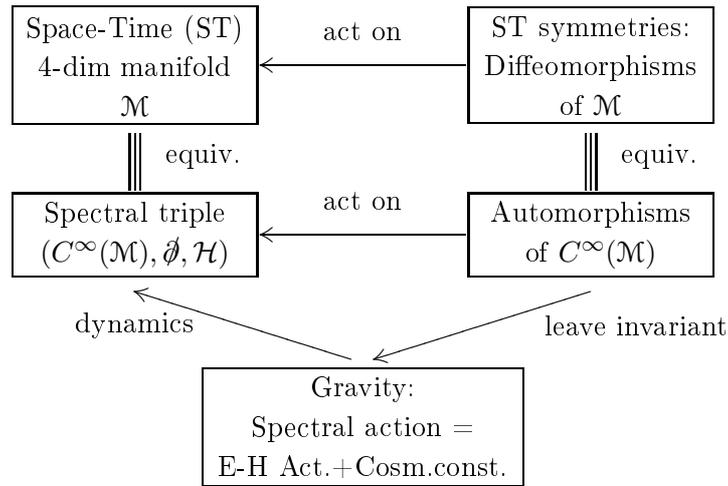 Space-Time (ST)
4-dim manifold
ℳ
act on
ST symmetries:
Diffeomorphisms
of ℳ
equiv.
equiv.
Spectral triple
(C^∞(ℳ), ∂̸, ℋ)
act on
Automorphisms
of C^∞(ℳ)
dynamics
leave invariant
Gravity:
Spectral action =
E-H Act.+Cosm.const.